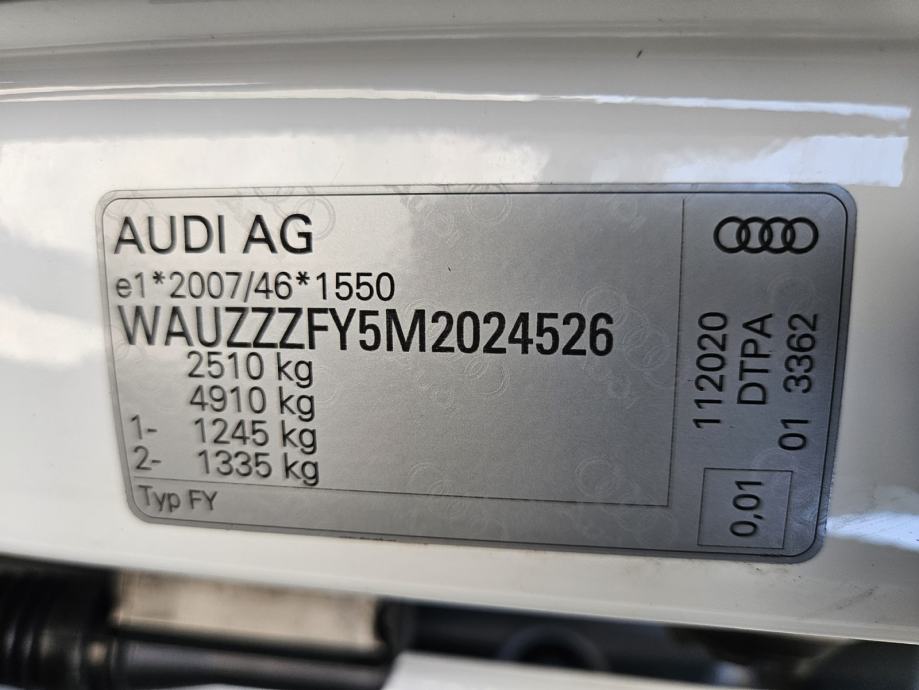 AUDI AG
e1*2007/46*1550
WAUZZZFY5M2024526
2510 kg
4910 kg
1- 1245 kg
2- 1335 kg
Typ FY
112020
DTPA
01 3362
0,01